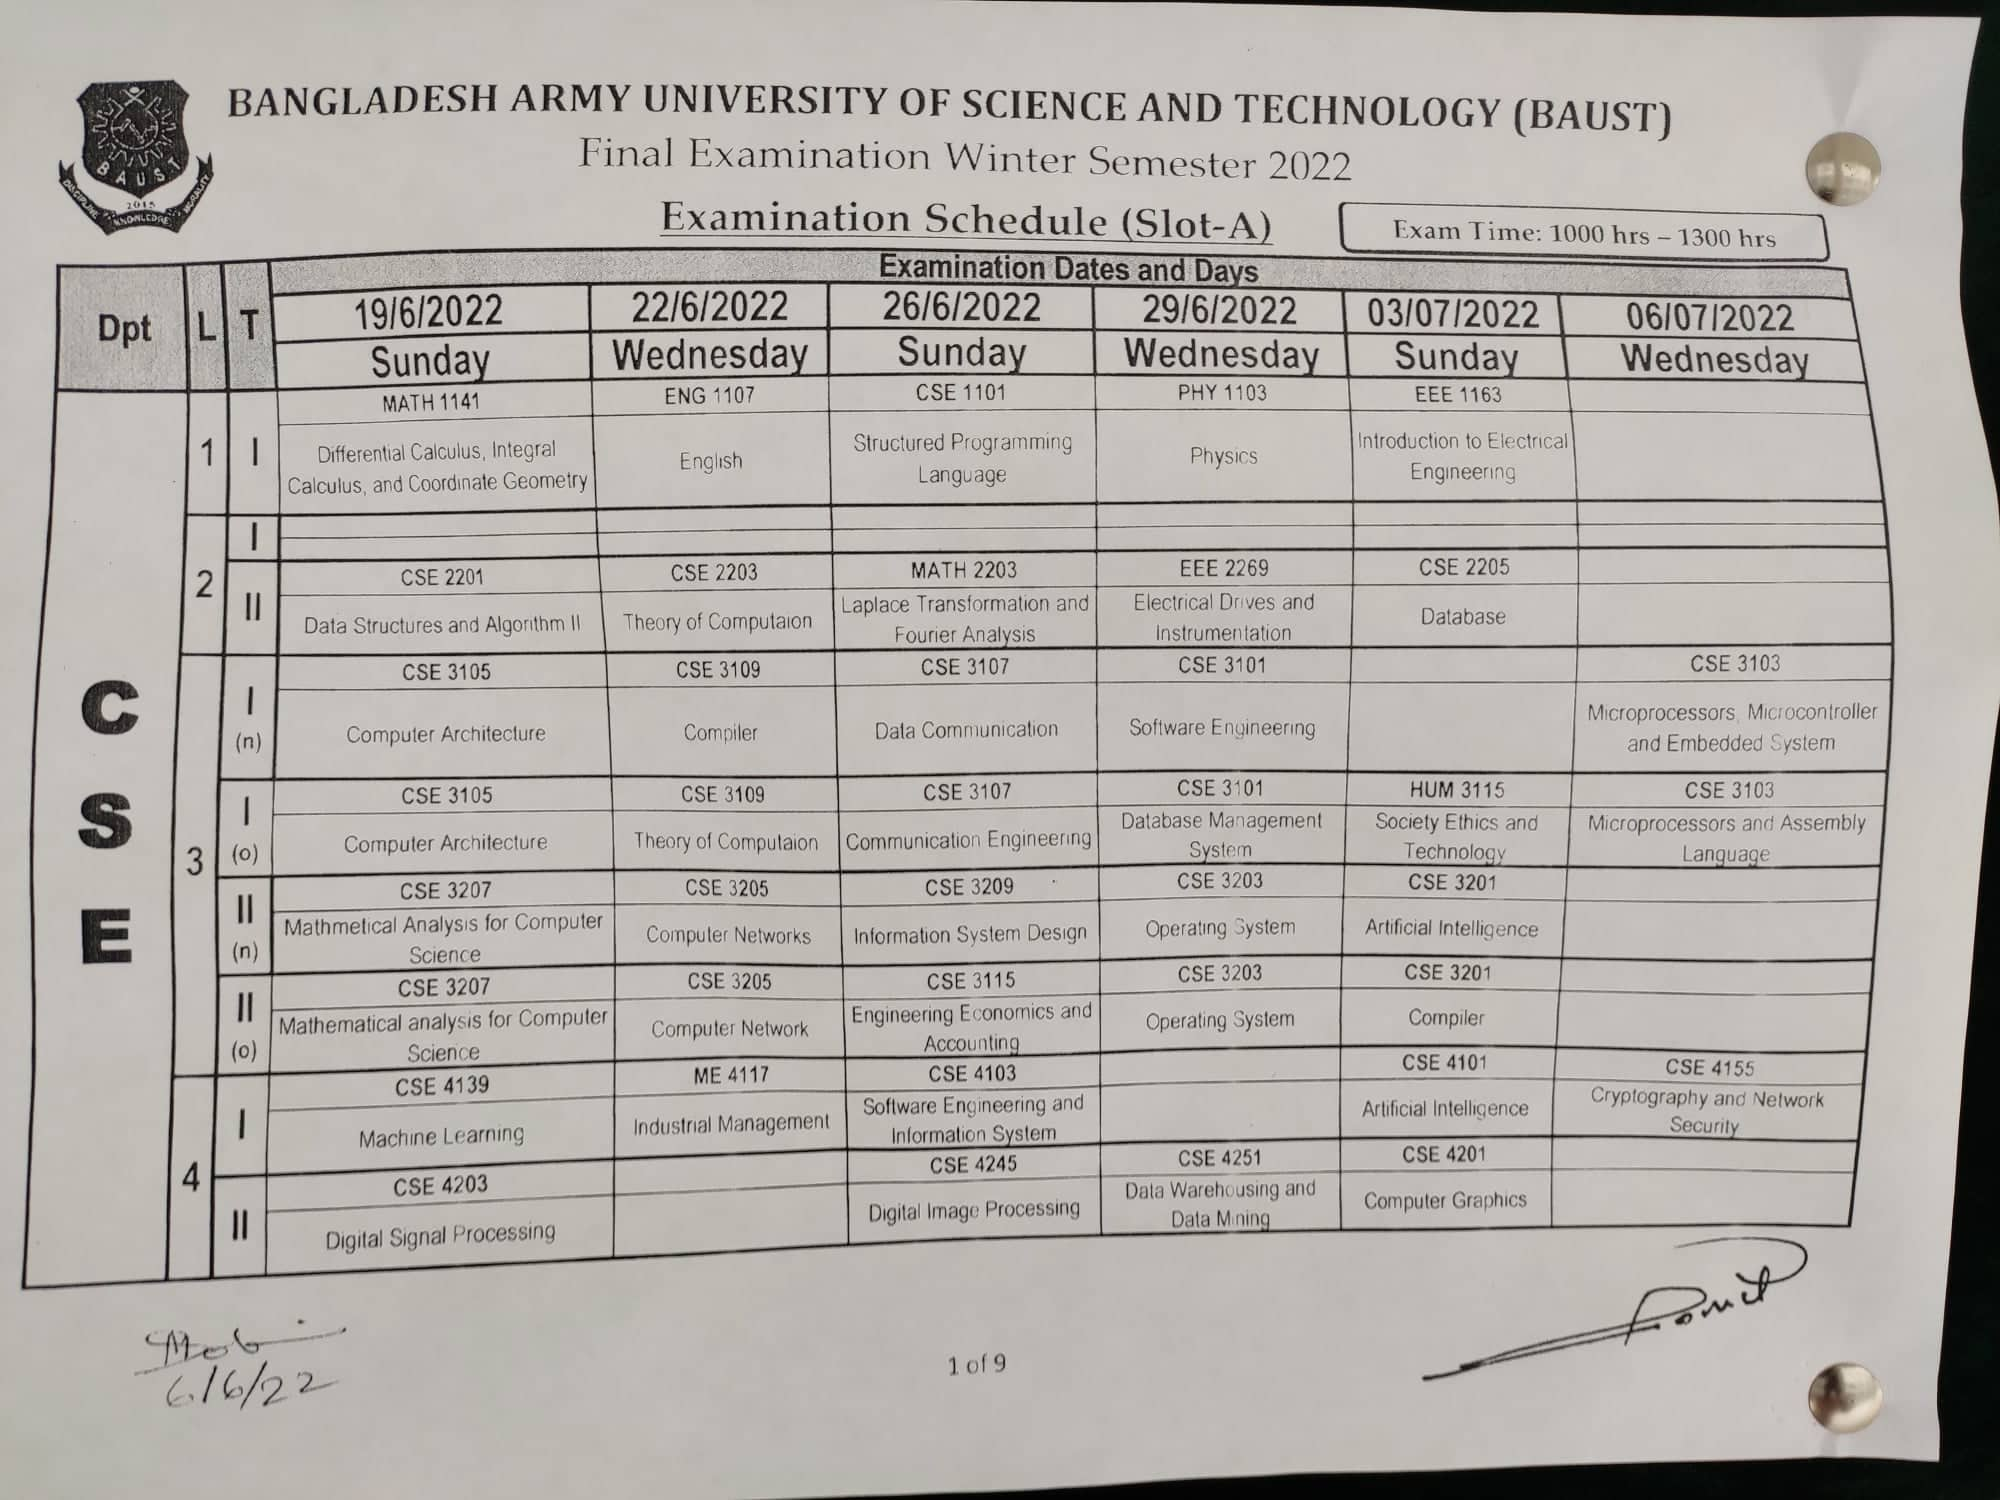 BANGLADESH ARMY UNIVERSITY OF SCIENCE AND TECHNOLOGY (BAUST)
Final Examination Winter Semester 2022
Examination Schedule (Slot-A)
Exam Time: 1000 hrs – 1300 hrs
BAUST
2015
DISCIPLINE KNOWLEDGE MORALITY
Dpt L T Examination Dates and Days
19/6/2022 22/6/2022 26/6/2022 29/6/2022 03/07/2022 06/07/2022
Sunday Wednesday Sunday Wednesday Sunday Wednesday
CSE
1 I
MATH 1141 ENG 1107 CSE 1101 PHY 1103 EEE 1163
Differential Calculus, Integral English Structured Programming Physics Introduction to Electrical
Calculus, and Coordinate Geometry Language Engineering
2 I
II
CSE 2201 CSE 2203 MATH 2203 EEE 2269 CSE 2205
Data Structures and Algorithm II Theory of Computaion Laplace Transformation and Electrical Drives and Database
Fourier Analysis Instrumentation
3 I (n)
CSE 3105 CSE 3109 CSE 3107 CSE 3101 CSE 3103
Computer Architecture Compiler Data Communication Software Engineering Microprocessors, Microcontroller
and Embedded System
I (o)
CSE 3105 CSE 3109 CSE 3107 CSE 3101 HUM 3115 CSE 3103
Computer Architecture Theory of Computaion Communication Engineering Database Management Society Ethics and Microprocessors and Assembly
System Technology Language
II (n)
CSE 3207 CSE 3205 CSE 3209 CSE 3203 CSE 3201
Mathmetical Analysis for Computer Computer Networks Information System Design Operating System Artificial Intelligence
Science
II (o)
CSE 3207 CSE 3205 CSE 3115 CSE 3203 CSE 3201
Mathematical analysis for Computer Computer Network Engineering Economics and Operating System Compiler
Science Accounting
4 I
CSE 4139 ME 4117 CSE 4103 CSE 4101 CSE 4155
Machine Learning Industrial Management Software Engineering and Artificial Intelligence Cryptography and Network
Information System Security
II
CSE 4203 CSE 4245 CSE 4251 CSE 4201
Digital Signal Processing Digital Image Processing Data Warehousing and Computer Graphics
Data Mining
6/6/22
1 of 9